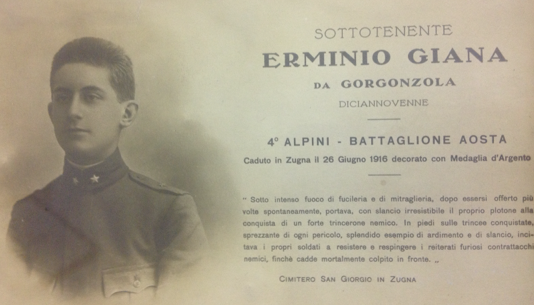 SOTTOTENENTE
ERMINIO GIANA
DA GORGONZOLA
DICIANNOVENNE
4° ALPINI - BATTAGLIONE AOSTA
Caduto in Zugna il 26 Giugno 1916 decorato con Medaglia d'Argento
" Sotto intenso fuoco di fucileria e di mitraglieria, dopo essersi offerto più
volte spontaneamente, portava, con slancio irresistibile il proprio plotone alla
conquista di un forte trincerone nemico. In piedi sulle trincee conquistate,
sprezzante di ogni pericolo, splendido esempio di ardimento e di slancio, inci-
tava i propri soldati a resistere e respingere i reiterati furiosi contrattacchi
nemici, finchè cadde mortalmente colpito in fronte. „
CIMITERO SAN GIORGIO IN ZUGNA